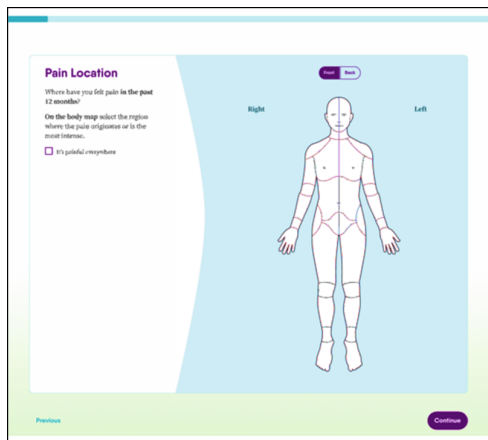 Pain Location
Where have you felt pain in the past
12 months?
On the body map select the region
where the pain originates or is the
most intense.
It's painful everywhere
Front Back
Right Left
Previous
Continue